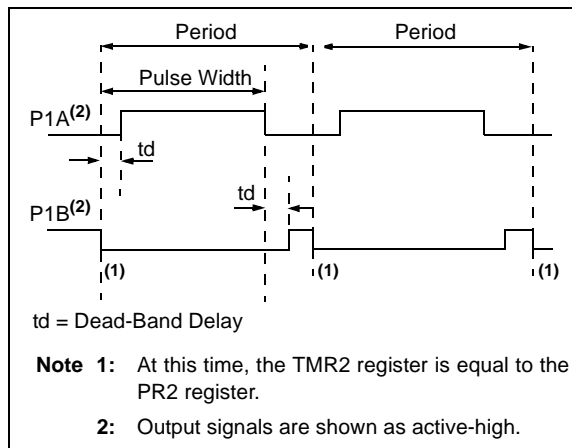 Period Period
Pulse Width
P1A(2)
td
td
P1B(2)
(1) (1) (1)
td = Dead-Band Delay
Note 1: At this time, the TMR2 register is equal to the
PR2 register.
2: Output signals are shown as active-high.